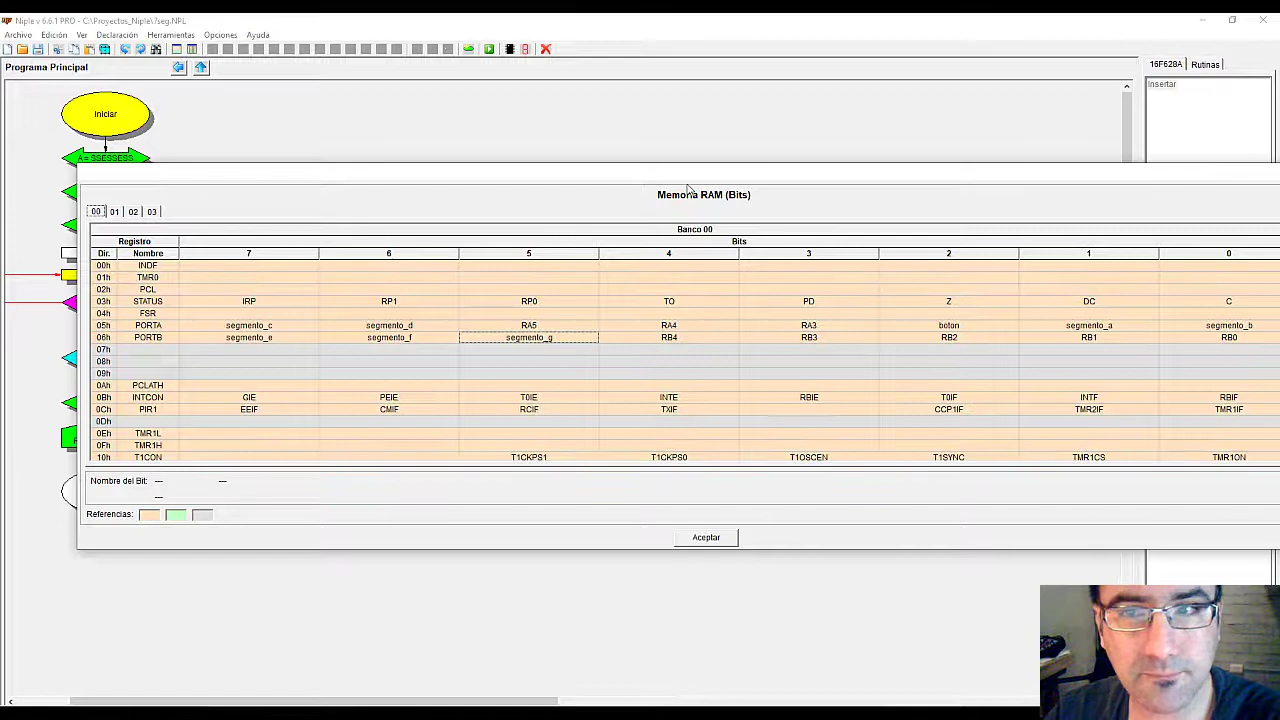 Niple v 6.6.1 PRO - C:\Proyectos_Niple\7seg.NPL
Archivo Edición Ver Declaración Herramientas Opciones Ayuda
Programa Principal
16F628A Rutinas
Insertar
Iniciar
A= SSESSESS
Memoria RAM (Bits)
00 01 02 03
Banco 00
Registro Bits
Dir. Nombre 7 6 5 4 3 2 1 0
00h INDF
01h TMR0
02h PCL
03h STATUS IRP RP1 RP0 TO PD Z DC C
04h FSR
05h PORTA segmento_c segmento_d RA5 RA4 RA3 boton segmento_a segmento_b
06h PORTB segmento_e segmento_f segmento_g RB4 RB3 RB2 RB1 RB0
07h
08h
09h
0Ah PCLATH
0Bh INTCON GIE PEIE T0IE INTE RBIE T0IF INTF RBIF
0Ch PIR1 EEIF CMIF RCIF TXIF CCP1IF TMR2IF TMR1IF
0Dh
0Eh TMR1L
0Fh TMR1H
10h T1CON T1CKPS1 T1CKPS0 T1OSCEN T1SYNC TMR1CS TMR1ON
Nombre del Bit: --- ---
---
Referencias:
Aceptar